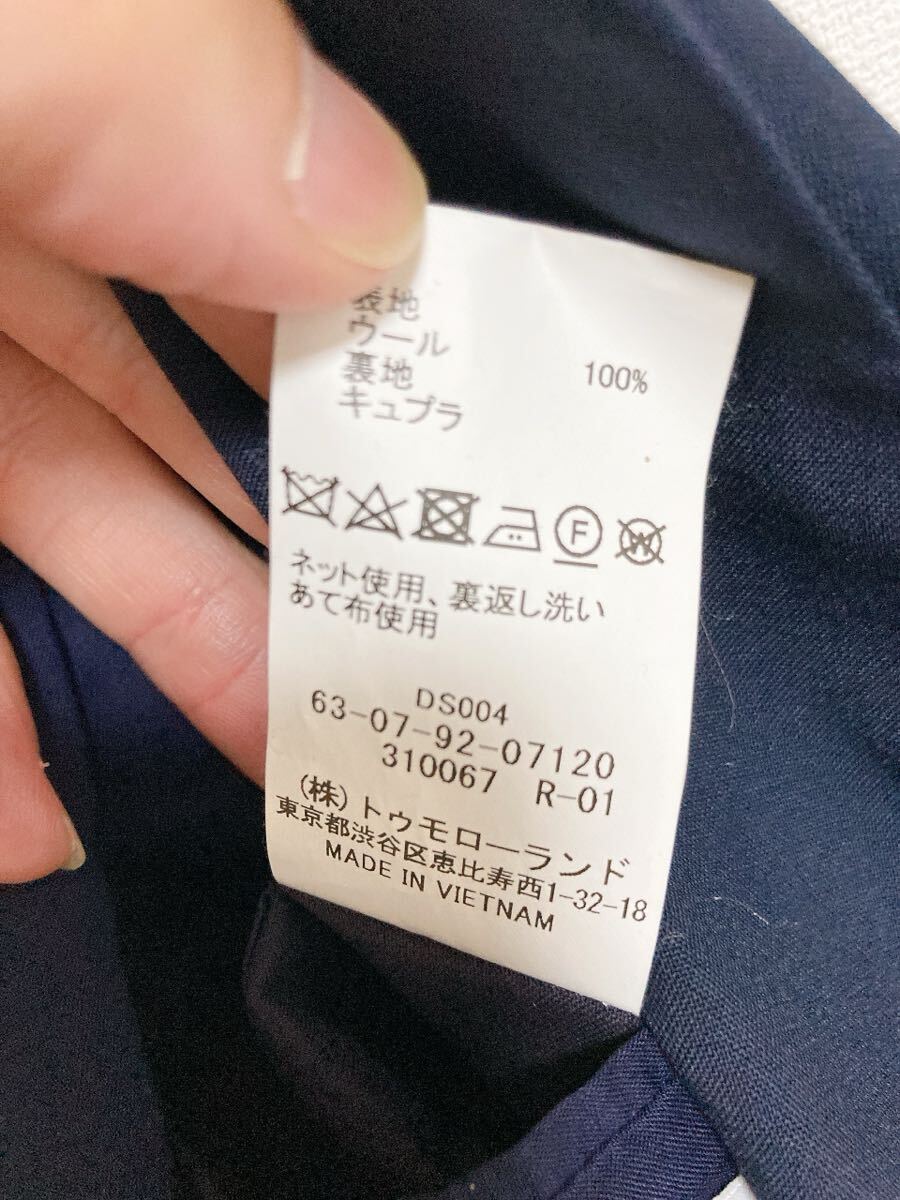 表地
ウール 100%
裏地
キュプラ
F
W
ネット使用、裏返し洗い
あて布使用
DS004
63-07-92-07120
310067 R-01
(株)トゥモローランド
東京都渋谷区恵比寿西1-32-18
MADE IN VIETNAM